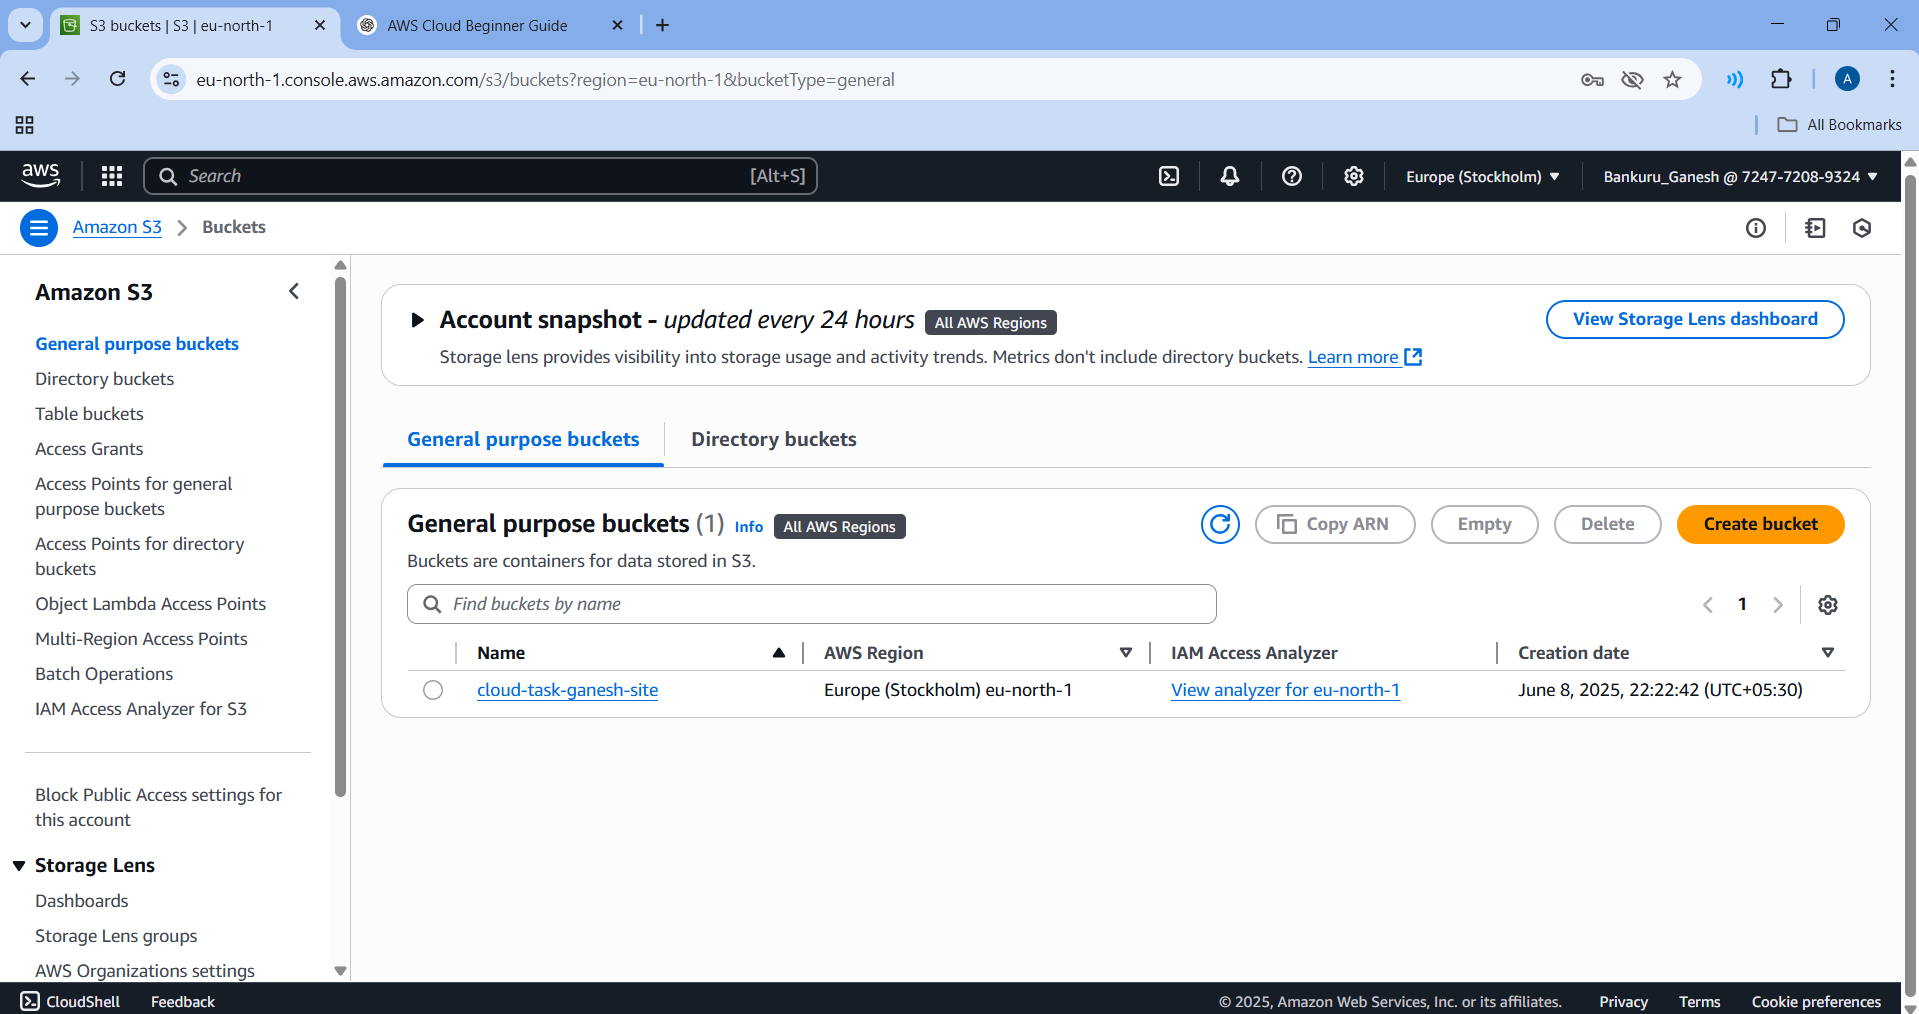 S3 buckets | S3 | eu-north-1
AWS Cloud Beginner Guide
eu-north-1.console.aws.amazon.com/s3/buckets?region=eu-north-1&bucketType=general
A
All Bookmarks
aws
Search
[Alt+S]
Europe (Stockholm)
Bankuru_Ganesh @ 7247-7208-9324
Amazon S3
Buckets
Amazon S3
General purpose buckets
Directory buckets
Table buckets
Access Grants
Access Points for general
purpose buckets
Access Points for directory
buckets
Object Lambda Access Points
Multi-Region Access Points
Batch Operations
IAM Access Analyzer for S3
Block Public Access settings for
this account
Storage Lens
Dashboards
Storage Lens groups
AWS Organizations settings
Account snapshot - updated every 24 hours
All AWS Regions
View Storage Lens dashboard
Storage lens provides visibility into storage usage and activity trends. Metrics don't include directory buckets. Learn more
General purpose buckets
Directory buckets
General purpose buckets (1)
Info
All AWS Regions
Copy ARN
Empty
Delete
Create bucket
Buckets are containers for data stored in S3.
Find buckets by name
1
Name
AWS Region
IAM Access Analyzer
Creation date
cloud-task-ganesh-site
Europe (Stockholm) eu-north-1
View analyzer for eu-north-1
June 8, 2025, 22:22:42 (UTC+05:30)
CloudShell
Feedback
© 2025, Amazon Web Services, Inc. or its affiliates.
Privacy
Terms
Cookie preferences